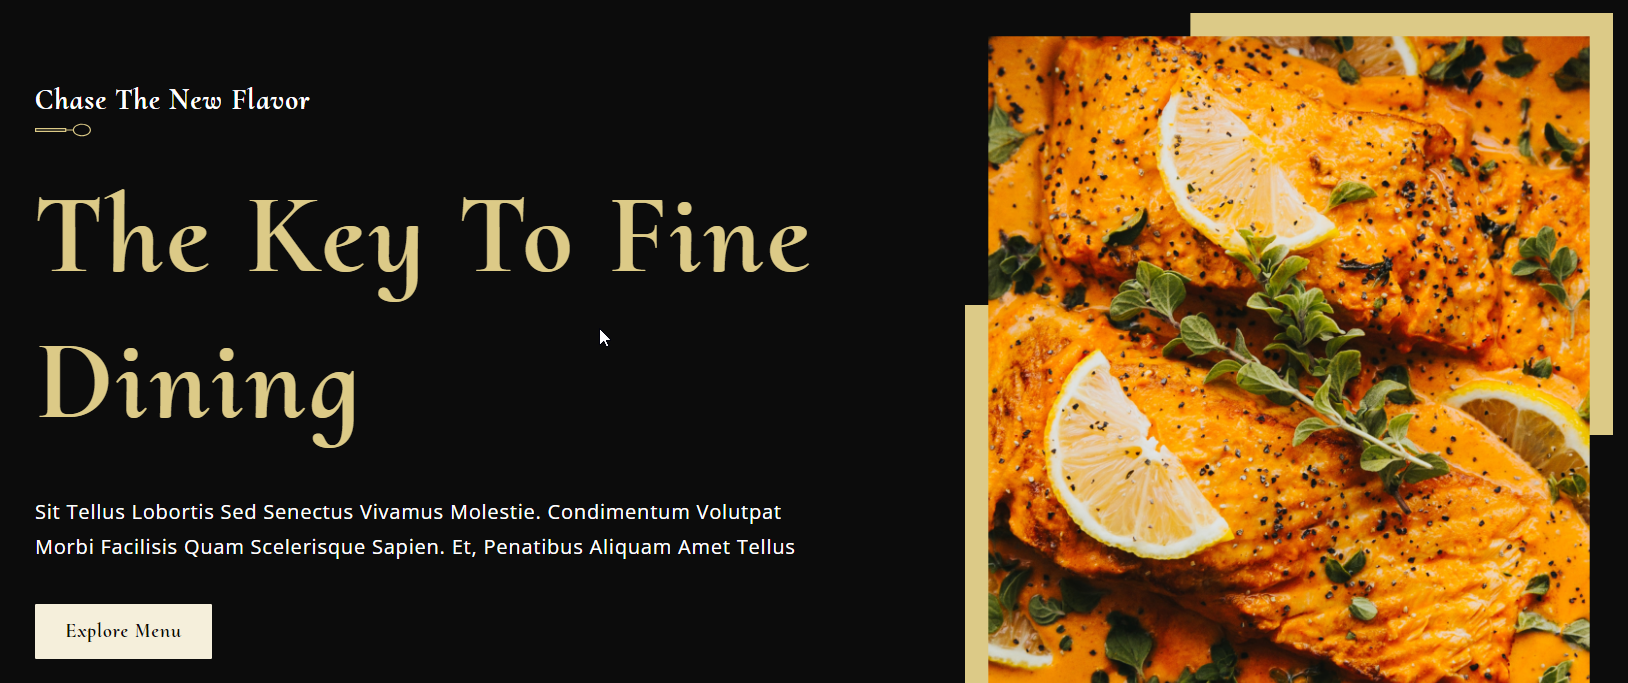 Chase The New Flavor
The Key To Fine
Dining
Sit Tellus Lobortis Sed Senectus Vivamus Molestie. Condimentum Volutpat
Morbi Facilisis Quam Scelerisque Sapien. Et, Penatibus Aliquam Amet Tellus
Explore Menu